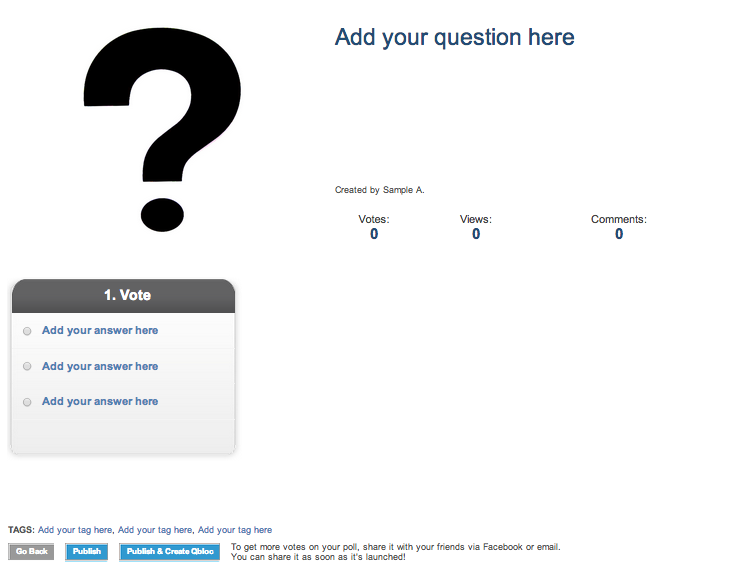 ?
Add your question here
Created by Sample A.
Votes: Views: Comments:
0 0 0
1. Vote
Add your answer here
Add your answer here
Add your answer here
TAGS: Add your tag here, Add your tag here, Add your tag here
Go Back Publish Publish & Create Qbloc To get more votes on your poll, share it with your friends via Facebook or email.
You can share it as soon as it's launched!